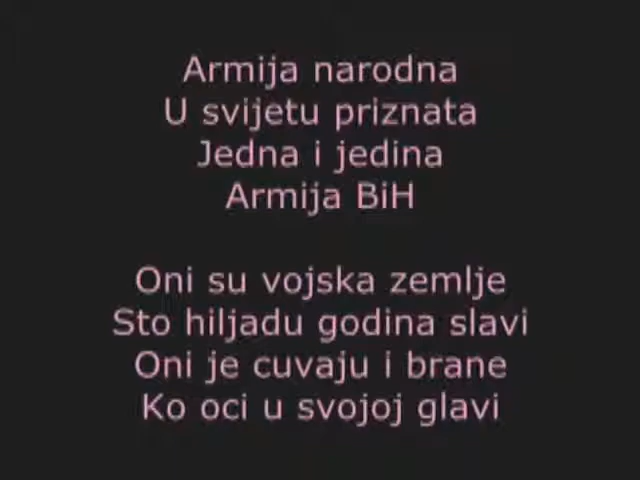 Armija narodna
U svijetu priznata
Jedna i jedina
Armija BiH
Oni su vojska zemlje
Sto hiljadu godina slavi
Oni je cuvaju i brane
Ko oci u svojoj glavi